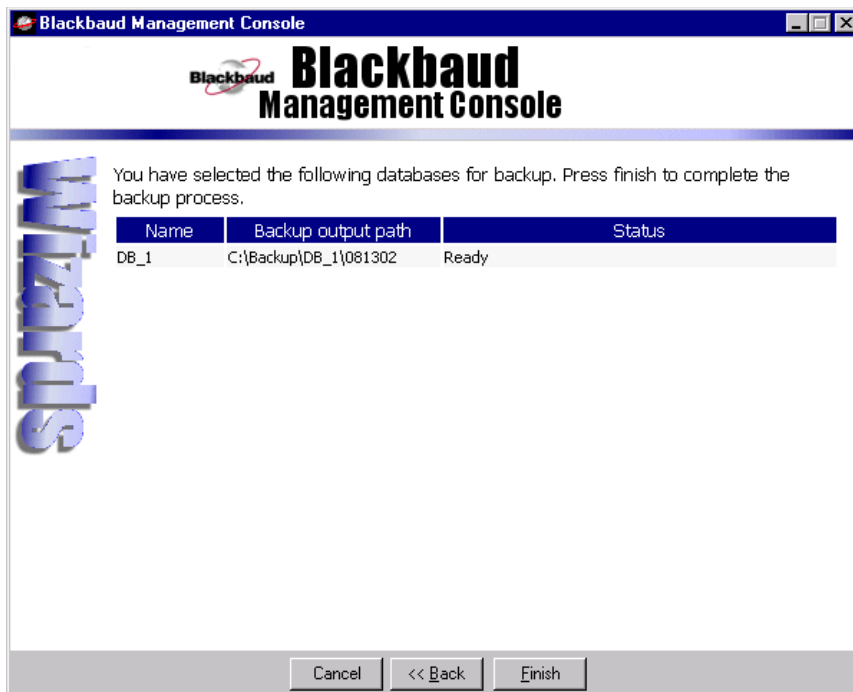 Blackbaud Management Console
Blackbaud Blackbaud
Management Console
Wizards
You have selected the following databases for backup. Press finish to complete the
backup process.
Name Backup output path Status
DB_1 C:\Backup\DB_1\081302 Ready
Cancel << Back Finish